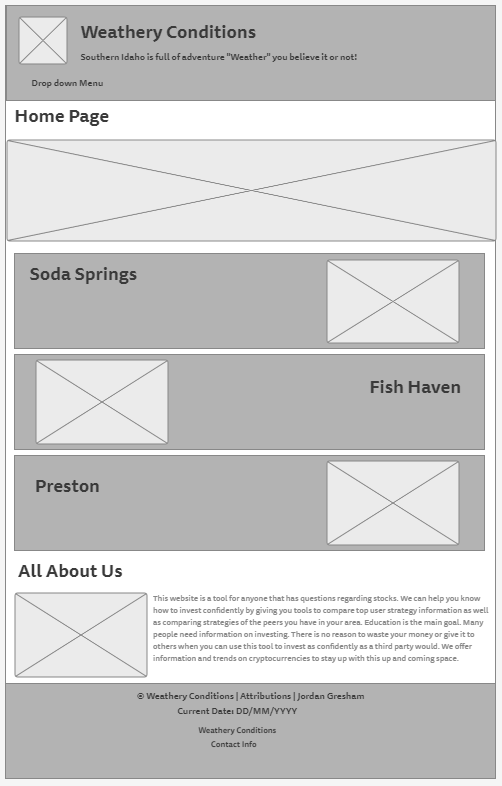 Weathery Conditions
Southern Idaho is full of adventure "Weather" you believe it or not!
Drop down Menu
Home Page
Soda Springs
Fish Haven
Preston
All About Us
This website is a tool for anyone that has questions regarding stocks. We can help you know
how to invest confidently by giving you tools to compare top user strategy information as well
as comparing strategies of the peers you have in your area. Education is the main goal. Many
people need information on investing. There is no reason to waste your money or give it to
others when you can use this tool to invest as confidently as a third party would. We offer
information and trends on cryptocurrencies to stay up with this up and coming space.
© Weathery Conditions | Attributions | Jordan Gresham
Current Date: DD/MM/YYYY
Weathery Conditions
Contact Info